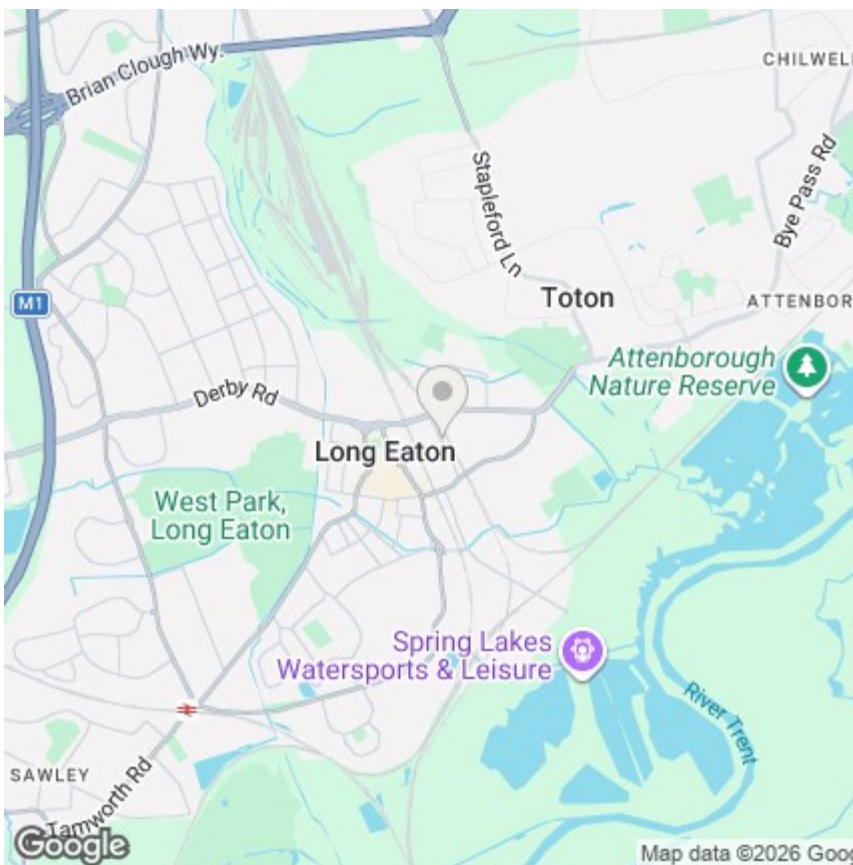 Brian Clough Wy.
CHILWELL
Stapleford Ln
Bye Pass Rd
M1
Toton
ATTENBOR
Attenborough
Nature Reserve
Derby Rd
Long Eaton
West Park,
Long Eaton
Spring Lakes
Watersports & Leisure
River Trent
SAWLEY
Tamworth Rd
Google
Map data ©2026 Goo